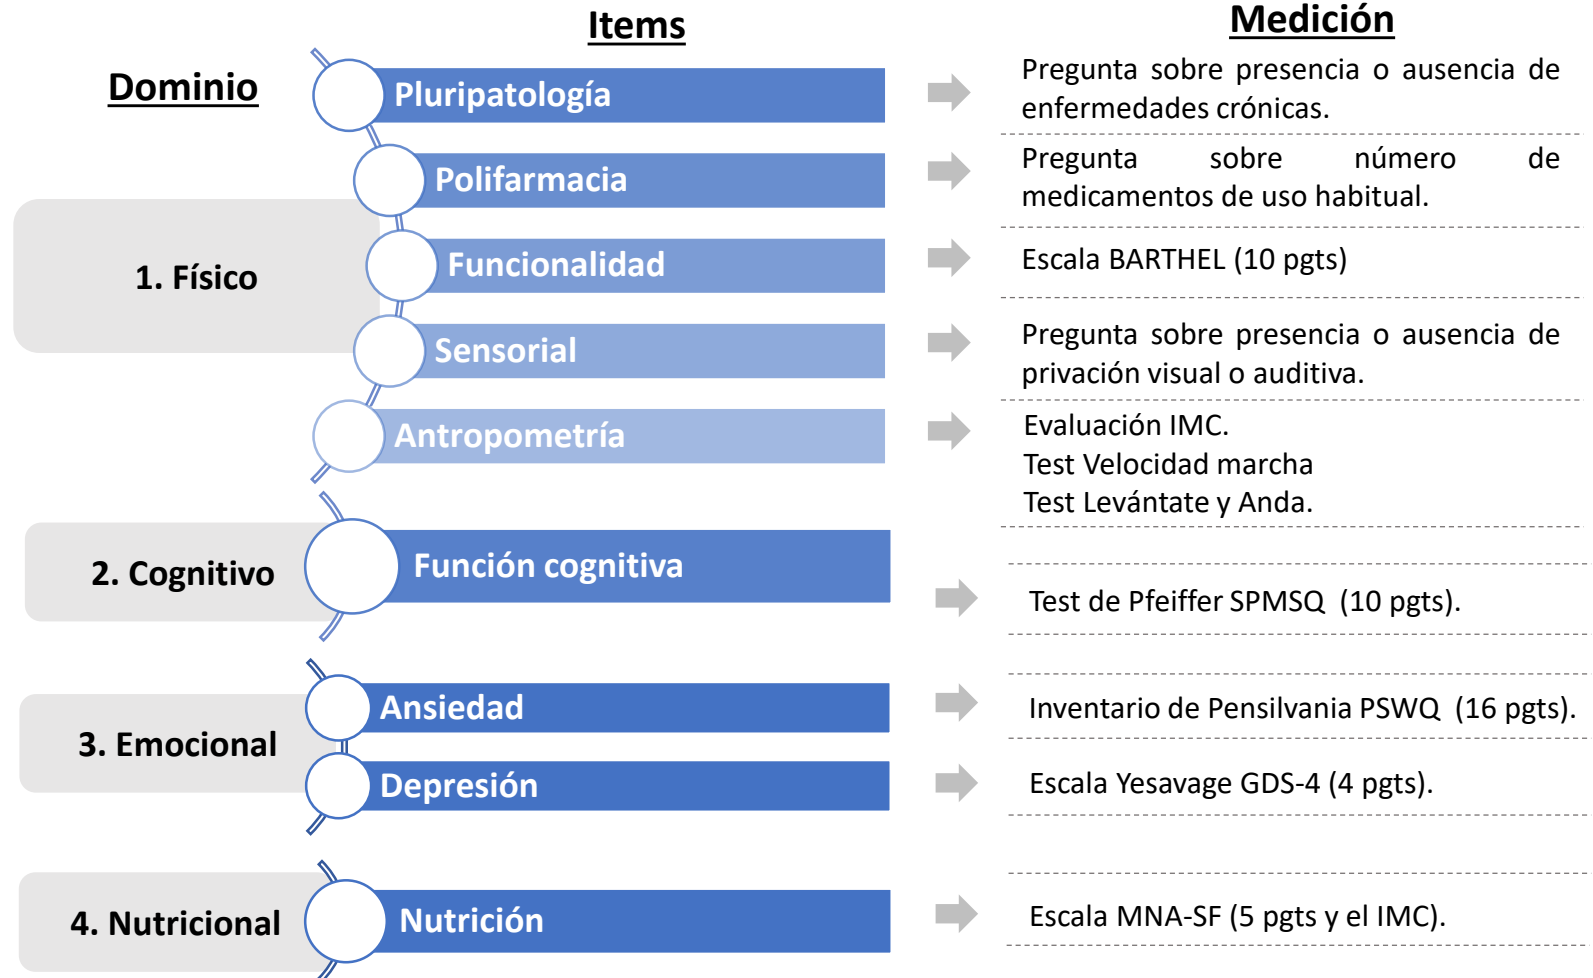 Items
Medición
Dominio
Pluripatología
Pregunta sobre presencia o ausencia de
enfermedades crónicas.
Polifarmacia
Pregunta sobre número de
medicamentos de uso habitual.
1. Físico
Funcionalidad
Escala BARTHEL (10 pgts)
Sensorial
Pregunta sobre presencia o ausencia de
privación visual o auditiva.
Antropometría
Evaluación IMC.
Test Velocidad marcha
Test Levántate y Anda.
2. Cognitivo
Función cognitiva
Test de Pfeiffer SPMSQ (10 pgts).
3. Emocional
Ansiedad
Inventario de Pensilvania PSWQ (16 pgts).
Depresión
Escala Yesavage GDS-4 (4 pgts).
4. Nutricional
Nutrición
Escala MNA-SF (5 pgts y el IMC).